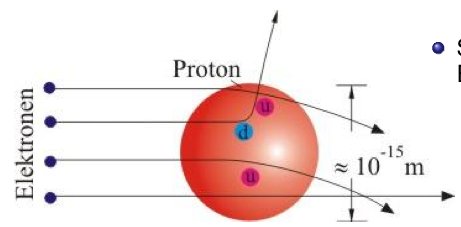 Proton
Elektronen
u
d
u
≈ 10⁻¹⁵ m